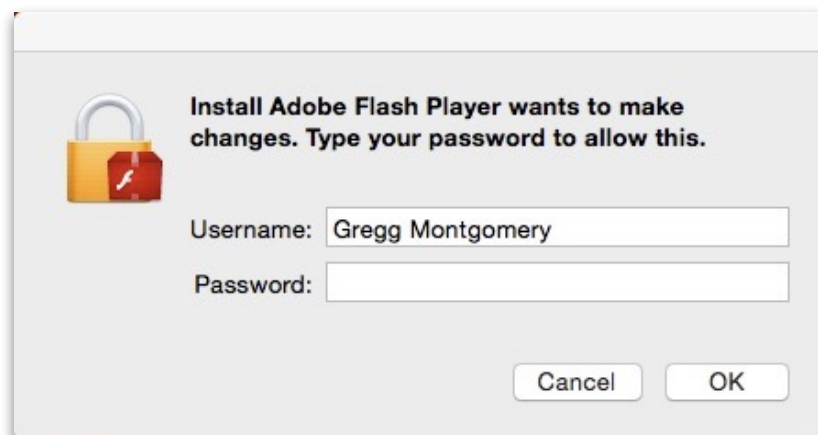 Install Adobe Flash Player wants to make
changes. Type your password to allow this.
Username: Gregg Montgomery
Password:
Cancel OK